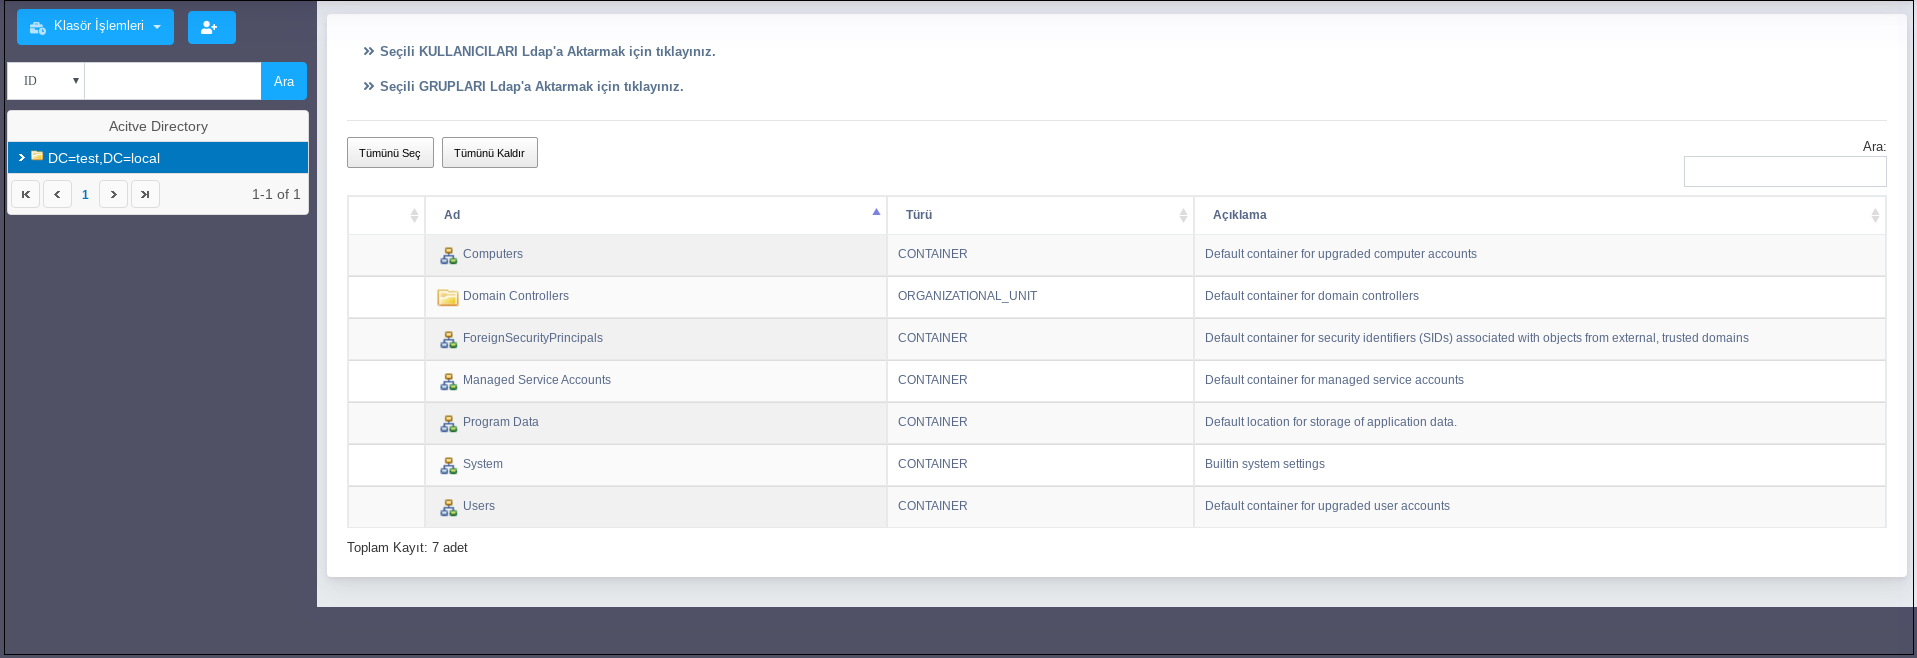 Klasör İşlemleri
ID
Ara
Acitve Directory
DC=test,DC=local
1
1-1 of 1
Seçili KULLANICILARI Ldap'a Aktarmak için tıklayınız.
Seçili GRUPLARI Ldap'a Aktarmak için tıklayınız.
Tümünü Seç Tümünü Kaldır
Ara:
Ad Türü Açıklama
Computers CONTAINER Default container for upgraded computer accounts
Domain Controllers ORGANIZATIONAL_UNIT Default container for domain controllers
ForeignSecurityPrincipals CONTAINER Default container for security identifiers (SIDs) associated with objects from external, trusted domains
Managed Service Accounts CONTAINER Default container for managed service accounts
Program Data CONTAINER Default location for storage of application data.
System CONTAINER Builtin system settings
Users CONTAINER Default container for upgraded user accounts
Toplam Kayıt: 7 adet